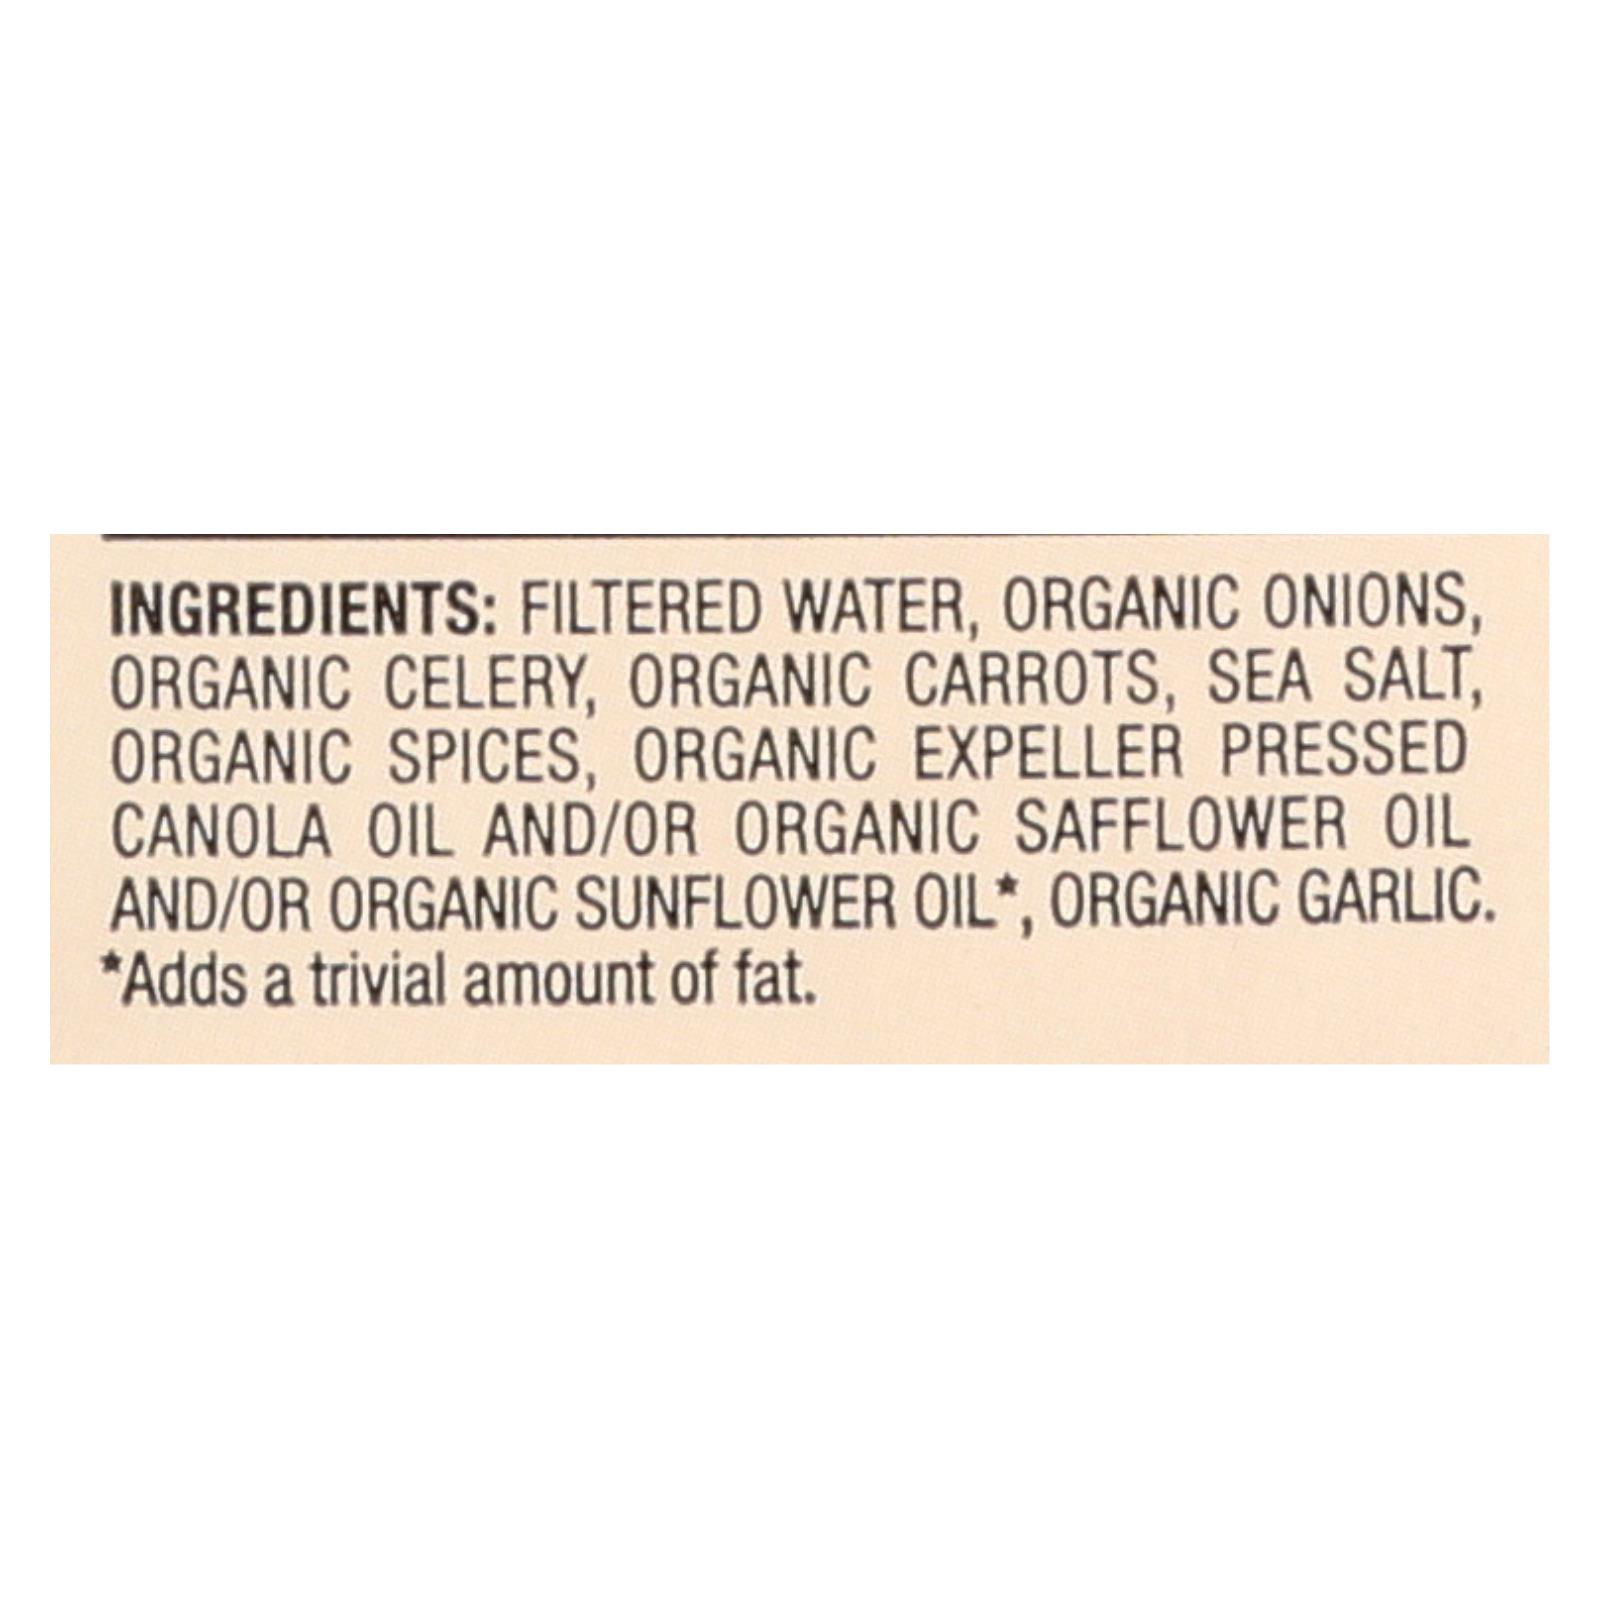 INGREDIENTS: FILTERED WATER, ORGANIC ONIONS,
ORGANIC CELERY, ORGANIC CARROTS, SEA SALT,
ORGANIC SPICES, ORGANIC EXPELLER PRESSED
CANOLA OIL AND/OR ORGANIC SAFFLOWER OIL
AND/OR ORGANIC SUNFLOWER OIL*, ORGANIC GARLIC.
*Adds a trivial amount of fat.